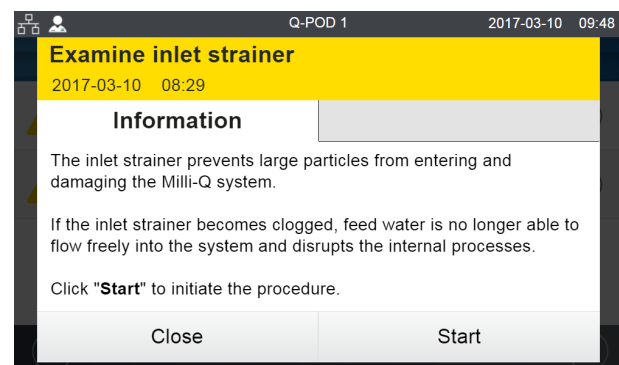 Q-POD 1 2017-03-10 09:48
Examine inlet strainer
2017-03-10 08:29
Information
The inlet strainer prevents large particles from entering and
damaging the Milli-Q system.
If the inlet strainer becomes clogged, feed water is no longer able to
flow freely into the system and disrupts the internal processes.
Click "Start" to initiate the procedure.
Close Start